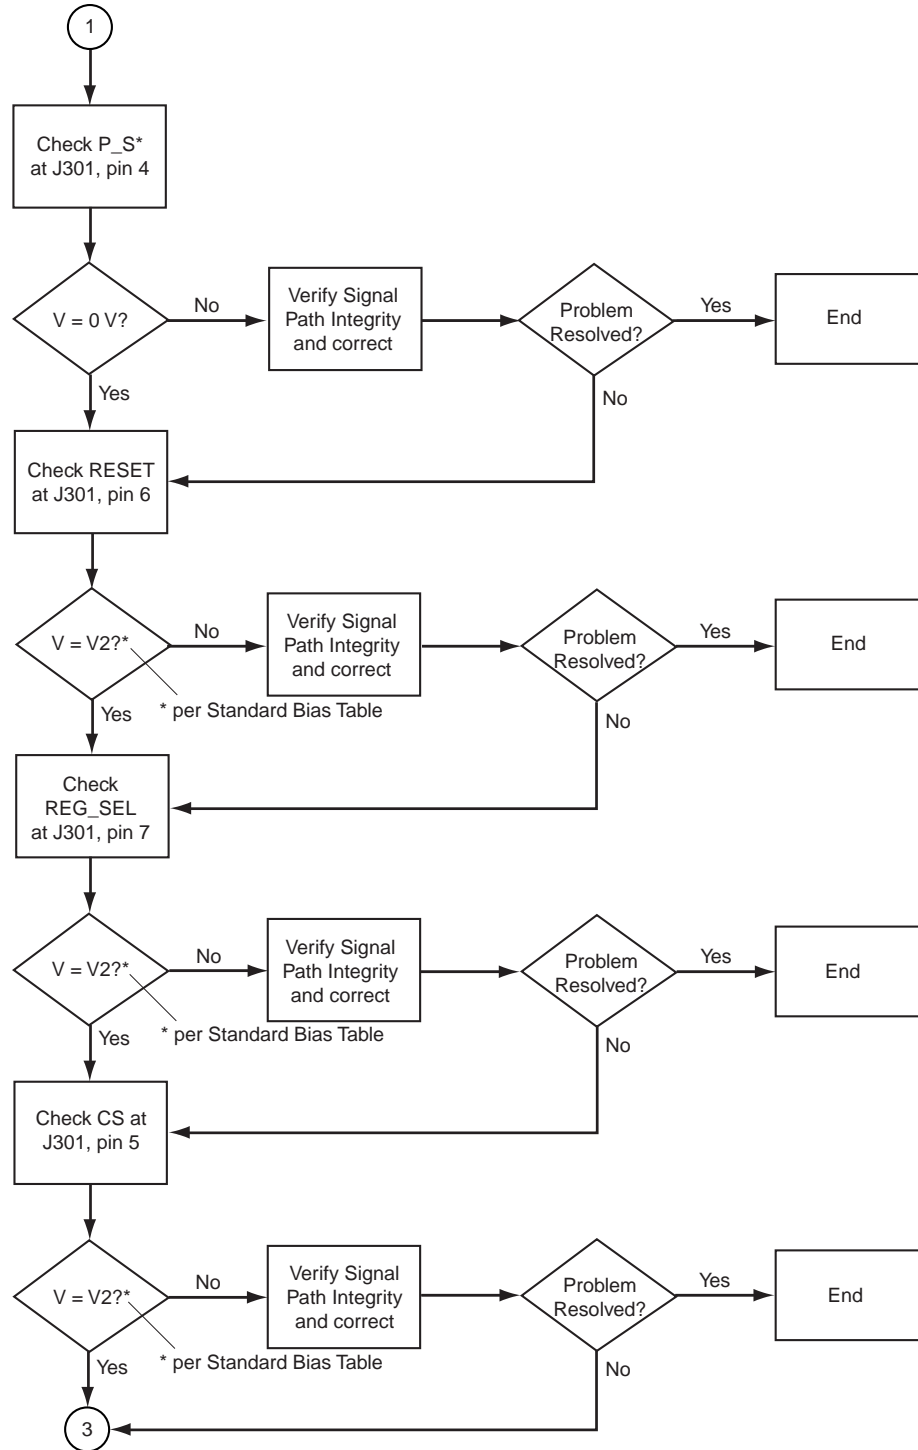 1
Check P_S*
at J301, pin 4
V = 0 V?
No
Verify Signal
Path Integrity
and correct
Problem
Resolved?
Yes
End
Yes
No
Check RESET
at J301, pin 6
V = V2?*
No
Verify Signal
Path Integrity
and correct
Problem
Resolved?
Yes
End
* per Standard Bias Table
Yes
No
Check
REG_SEL
at J301, pin 7
V = V2?*
No
Verify Signal
Path Integrity
and correct
Problem
Resolved?
Yes
End
* per Standard Bias Table
Yes
No
Check CS at
J301, pin 5
V = V2?*
No
Verify Signal
Path Integrity
and correct
Problem
Resolved?
Yes
End
* per Standard Bias Table
Yes
No
3